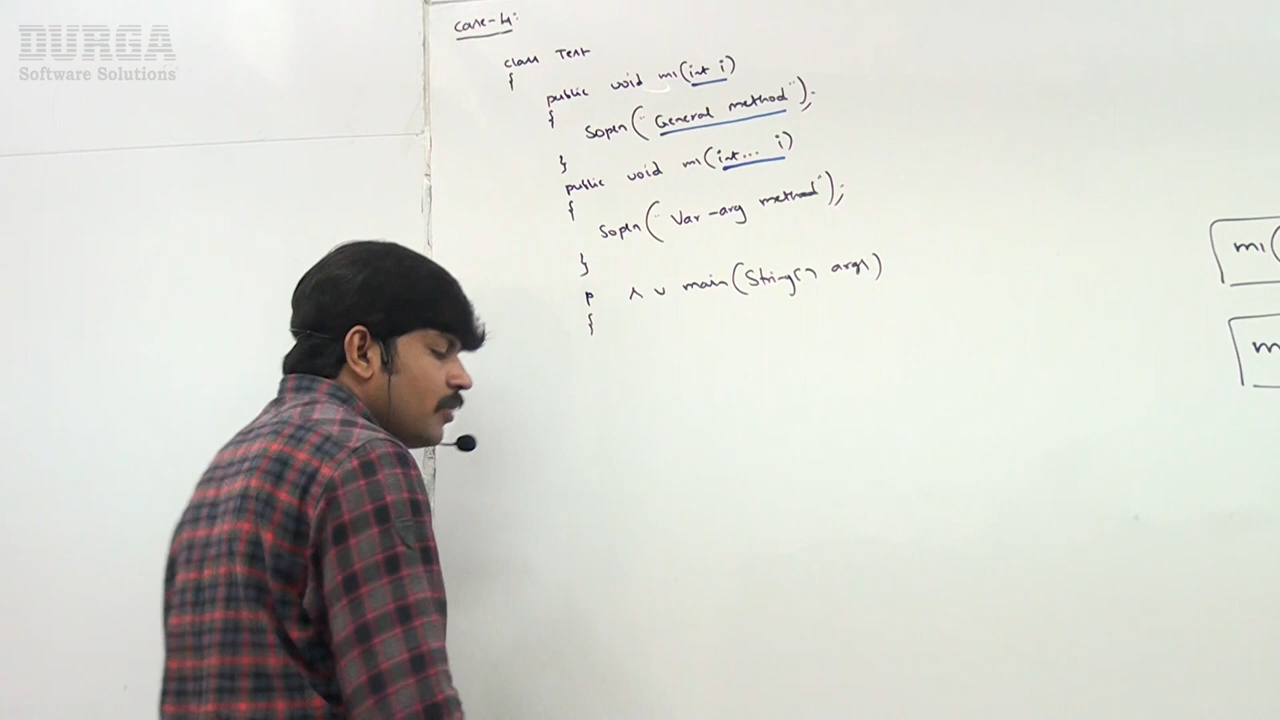 DURGA
Software Solutions
case-4:
class Test
{
public void m1(int i)
{
Sopln("General method");
}
public void m1(int... i)
{
Sopln("Var-arg method");
}
p s v main(String[] args)
{
m1(
m